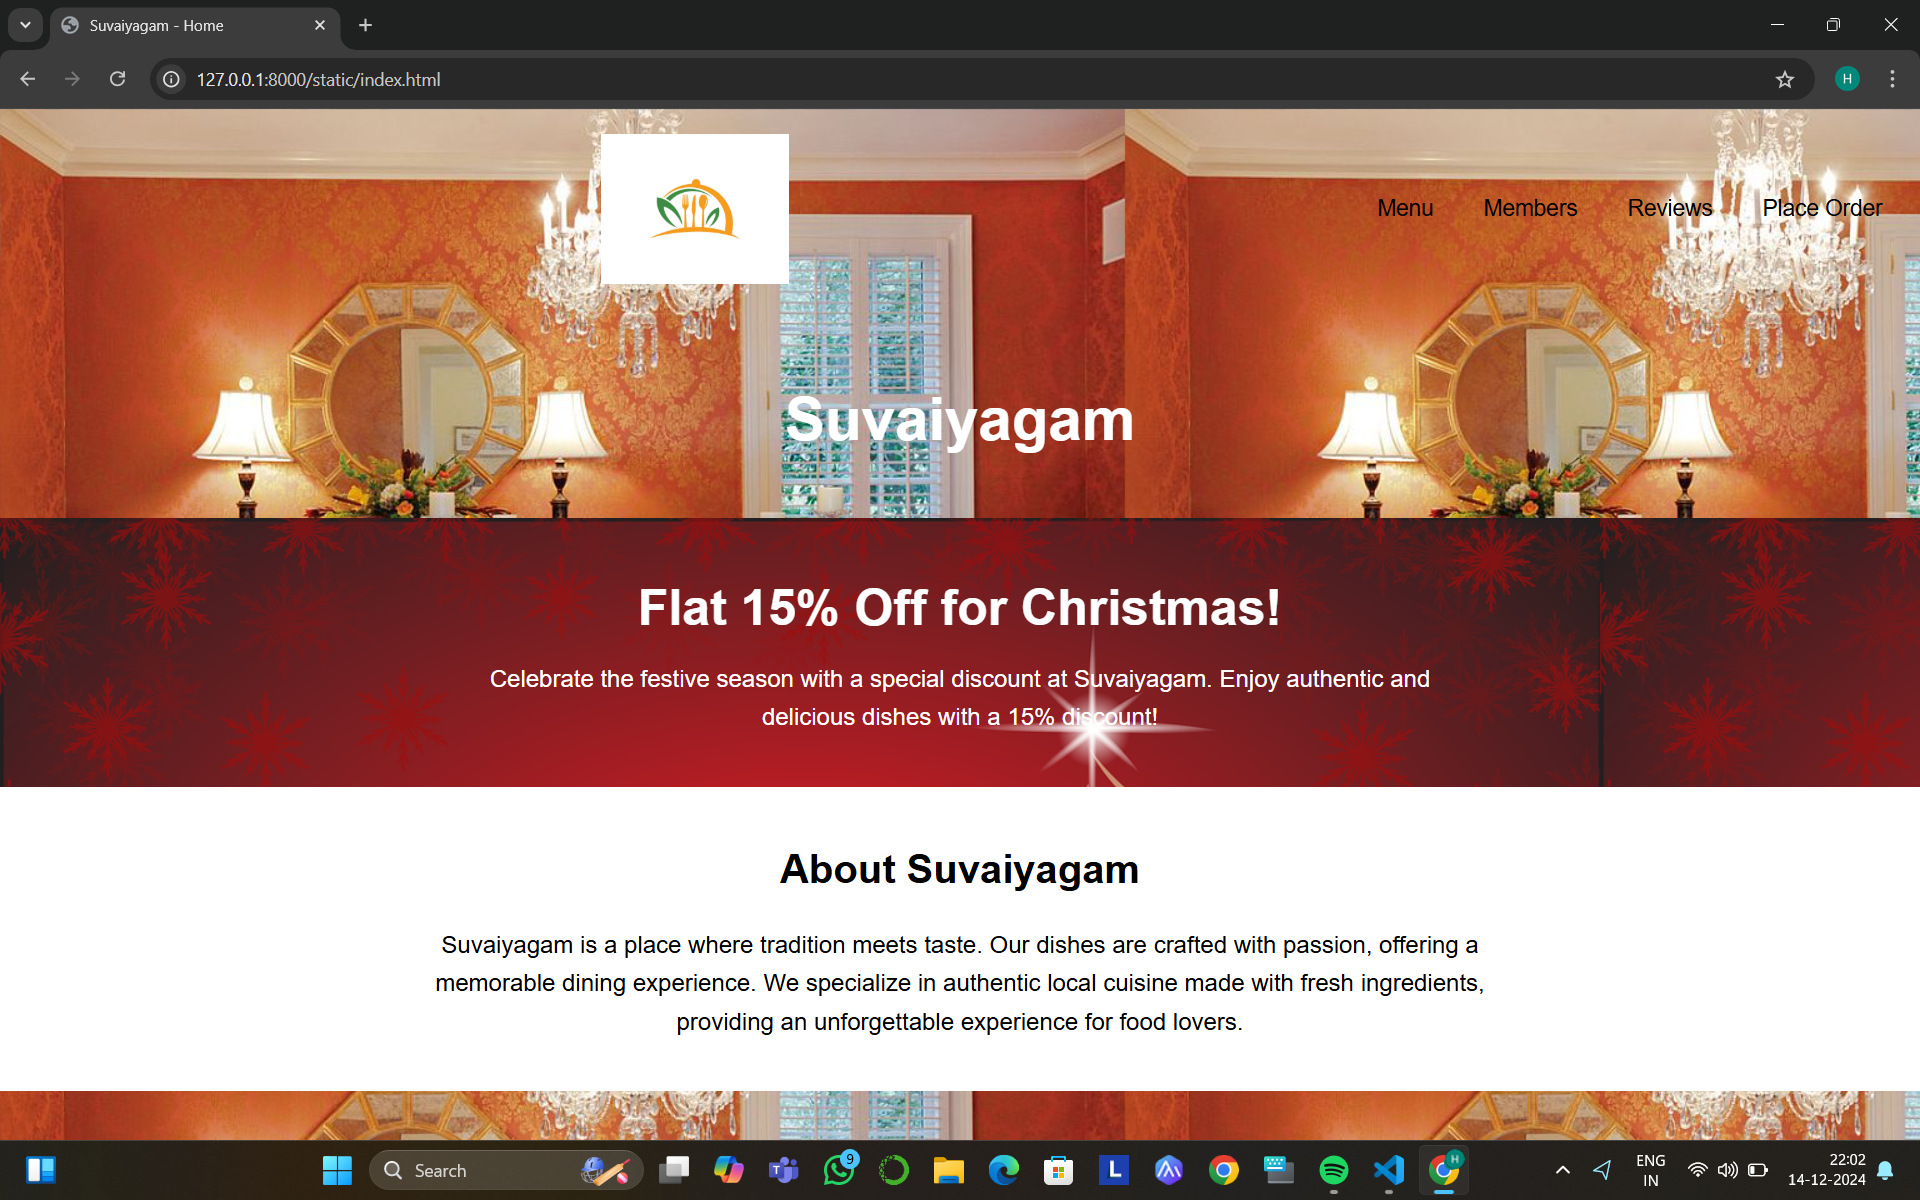 Suvaiyagam - Home
127.0.0.1:8000/static/index.html
H
Menu Members Reviews Place Order
Suvaiyagam
Flat 15% Off for Christmas!
Celebrate the festive season with a special discount at Suvaiyagam. Enjoy authentic and
delicious dishes with a 15% discount!
About Suvaiyagam
Suvaiyagam is a place where tradition meets taste. Our dishes are crafted with passion, offering a
memorable dining experience. We specialize in authentic local cuisine made with fresh ingredients,
providing an unforgettable experience for food lovers.
Search
T
9
L
H
ENG
IN
22:02
14-12-2024